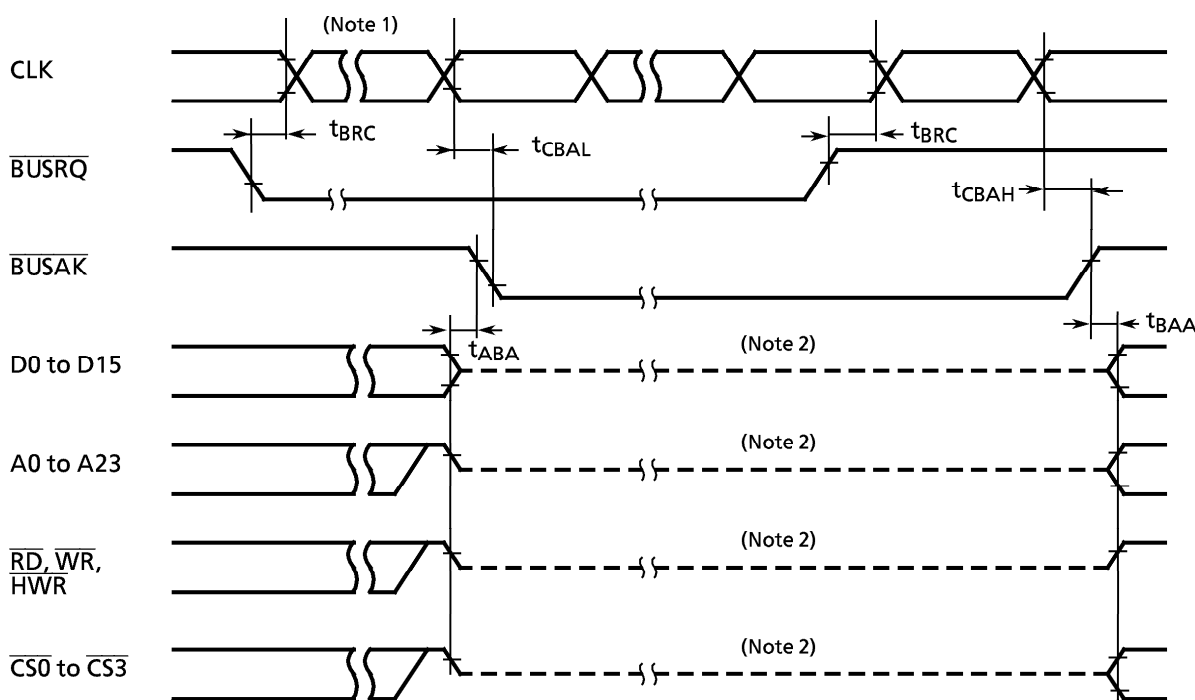 (Note 1)
CLK
tBRC
tBRC
tCBAL
BUSRQ
tCBAH
BUSAK
tBAA
tABA
(Note 2)
D0 to D15
(Note 2)
A0 to A23
(Note 2)
RD, WR,
HWR
(Note 2)
CS0 to CS3